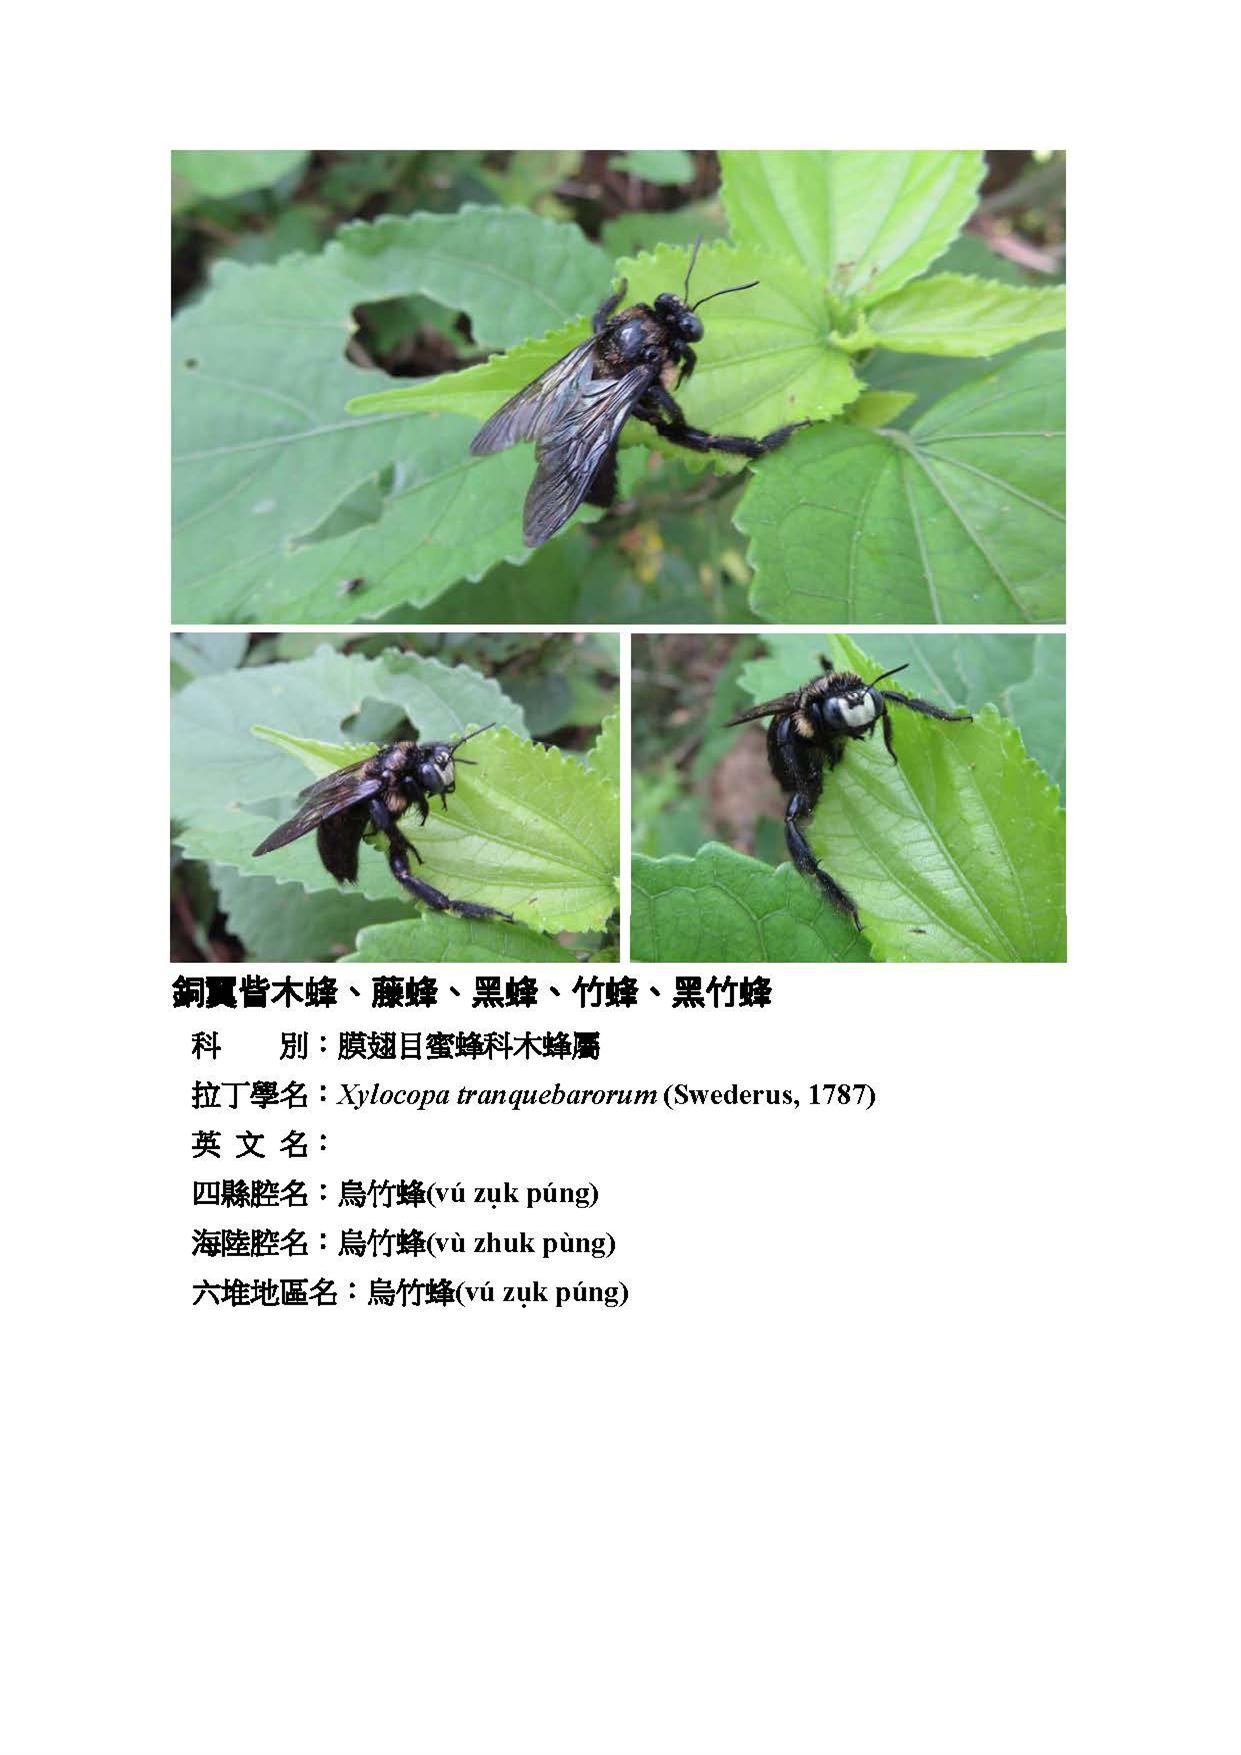 銅翼眥木蜂、藤蜂、黑蜂、竹蜂、黑竹蜂
科　　別：膜翅目蜜蜂科木蜂屬
拉丁學名：Xylocopa tranquebarorum (Swederus, 1787)
英 文 名：
四縣腔名：烏竹蜂(vú zụk púng)
海陸腔名：烏竹蜂(vù zhuk pùng)
六堆地區名：烏竹蜂(vú zụk púng)